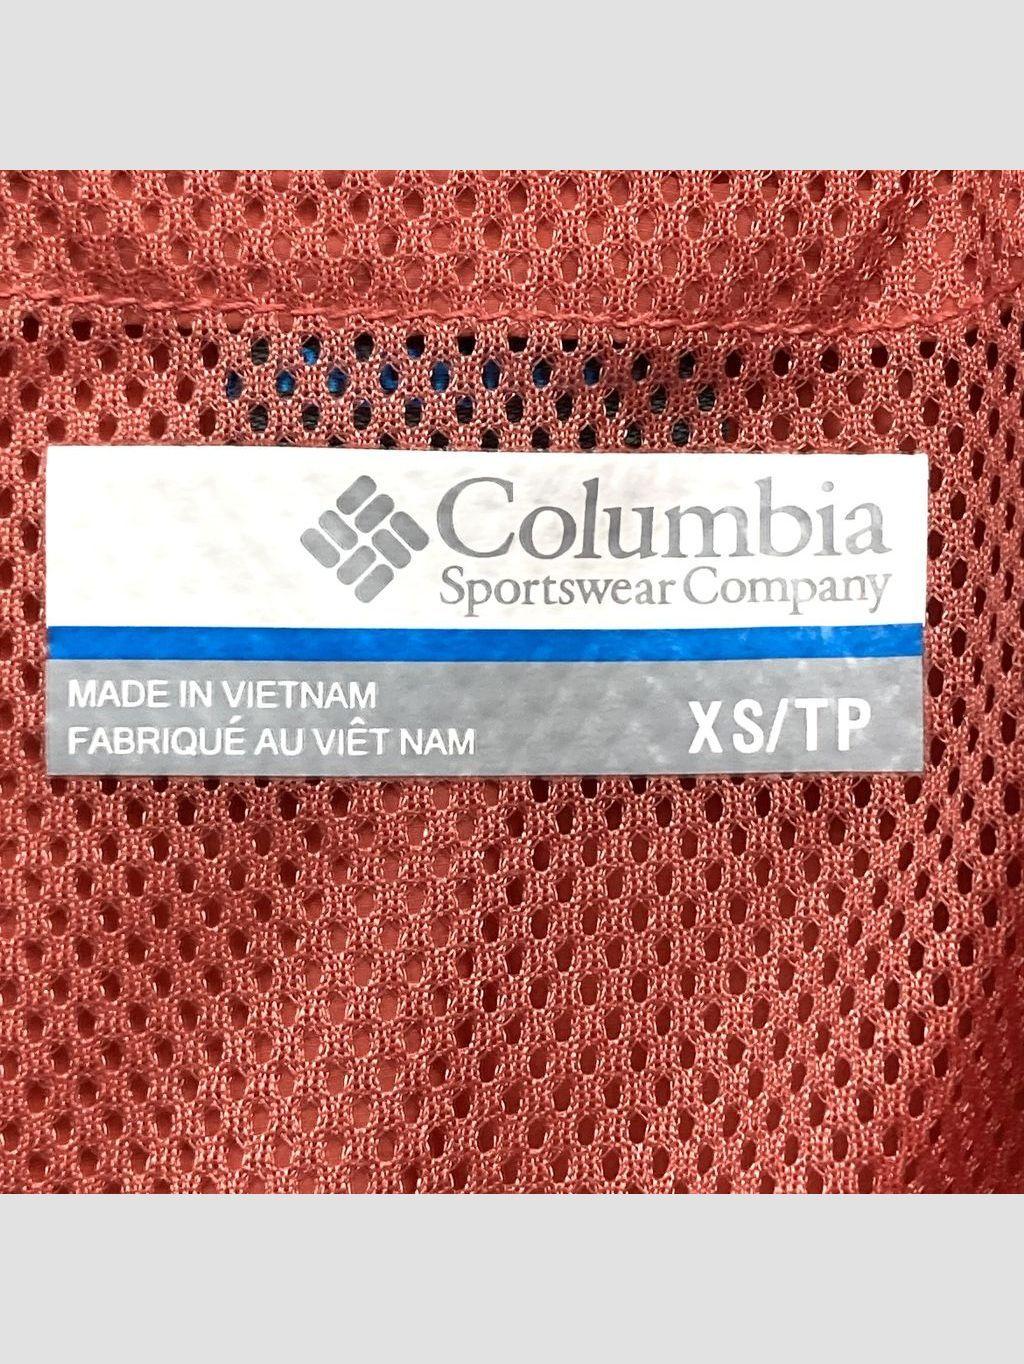 Columbia
Sportswear Company
MADE IN VIETNAM
FABRIQUÉ AU VIÊT NAM
XS/TP